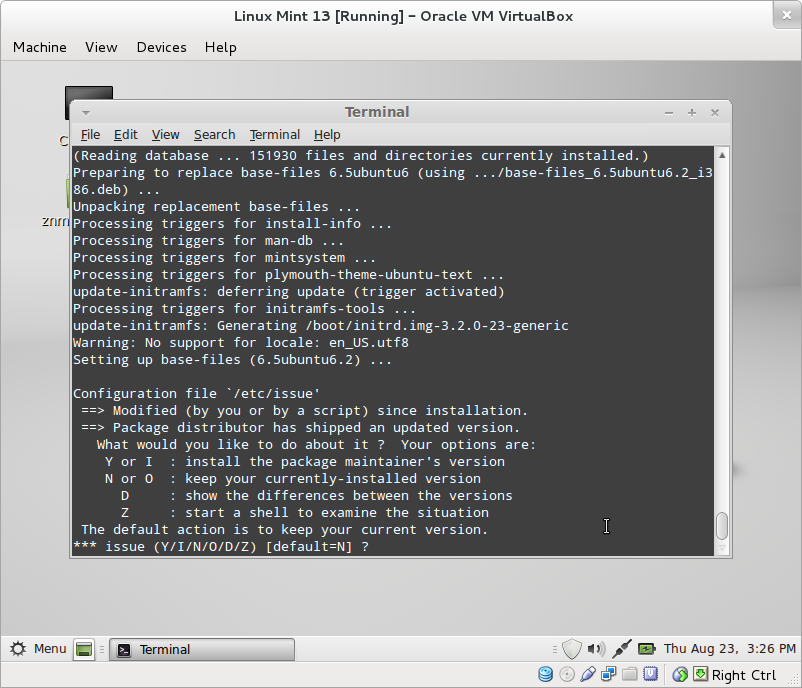 Linux Mint 13 [Running] – Oracle VM VirtualBox
Machine View Devices Help
C
znm
Terminal
File Edit View Search Terminal Help
(Reading database ... 151930 files and directories currently installed.)
Preparing to replace base-files 6.5ubuntu6 (using .../base-files_6.5ubuntu6.2_i3
86.deb) ...
Unpacking replacement base-files ...
Processing triggers for install-info ...
Processing triggers for man-db ...
Processing triggers for mintsystem ...
Processing triggers for plymouth-theme-ubuntu-text ...
update-initramfs: deferring update (trigger activated)
Processing triggers for initramfs-tools ...
update-initramfs: Generating /boot/initrd.img-3.2.0-23-generic
Warning: No support for locale: en_US.utf8
Setting up base-files (6.5ubuntu6.2) ...
Configuration file `/etc/issue'
 ==> Modified (by you or by a script) since installation.
 ==> Package distributor has shipped an updated version.
   What would you like to do about it ?  Your options are:
    Y or I  : install the package maintainer's version
    N or O  : keep your currently-installed version
      D     : show the differences between the versions
      Z     : start a shell to examine the situation
 The default action is to keep your current version.
*** issue (Y/I/N/O/D/Z) [default=N] ?
Menu Terminal Thu Aug 23, 3:26 PM
Right Ctrl